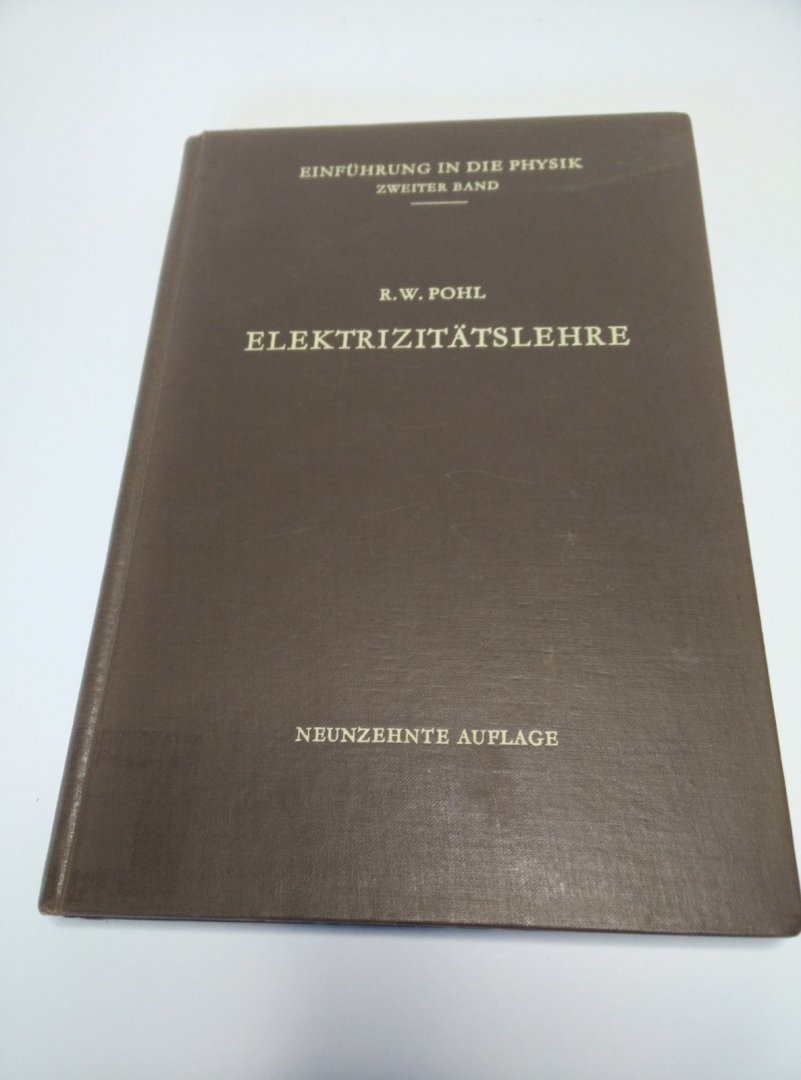 EINFÜHRUNG IN DIE PHYSIK
ZWEITER BAND
R.W. POHL
ELEKTRIZITÄTSLEHRE
NEUNZEHNTE AUFLAGE